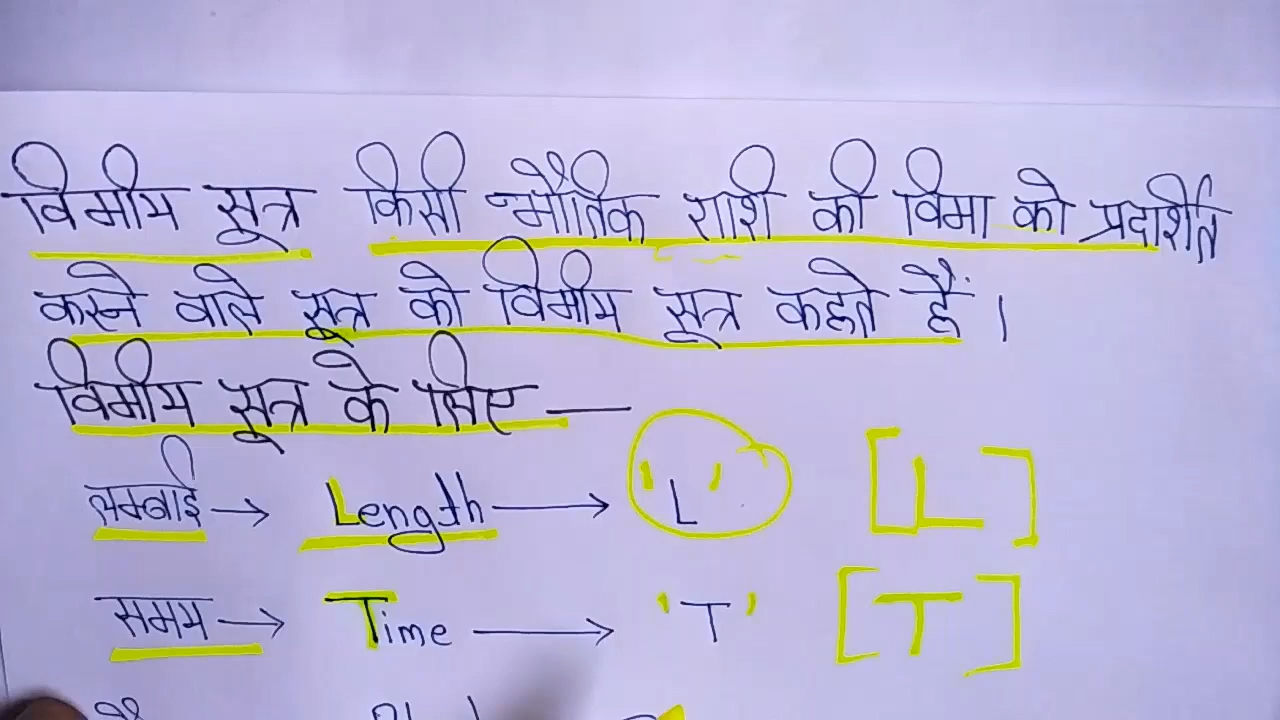 विमीय सूत्र किसी भौतिक राशि की विमा को प्रदर्शित
करने वाले सूत्र को विमीय सूत्र कहते हैं ।
विमीय सूत्र के लिए —
लम्बाई → Length → 'L' [L]
समय → Time → 'T' [T]